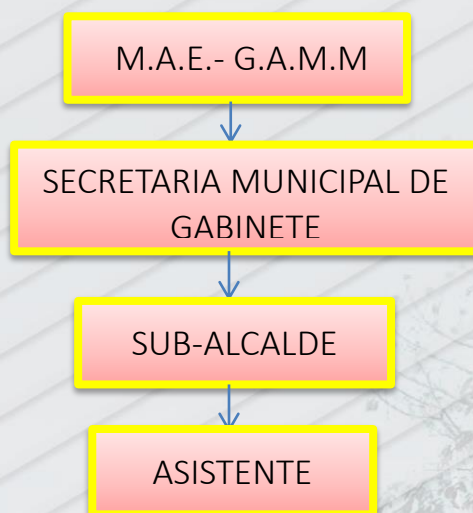 M.A.E.- G.A.M.M
SECRETARIA MUNICIPAL DE
GABINETE
SUB-ALCALDE
ASISTENTE